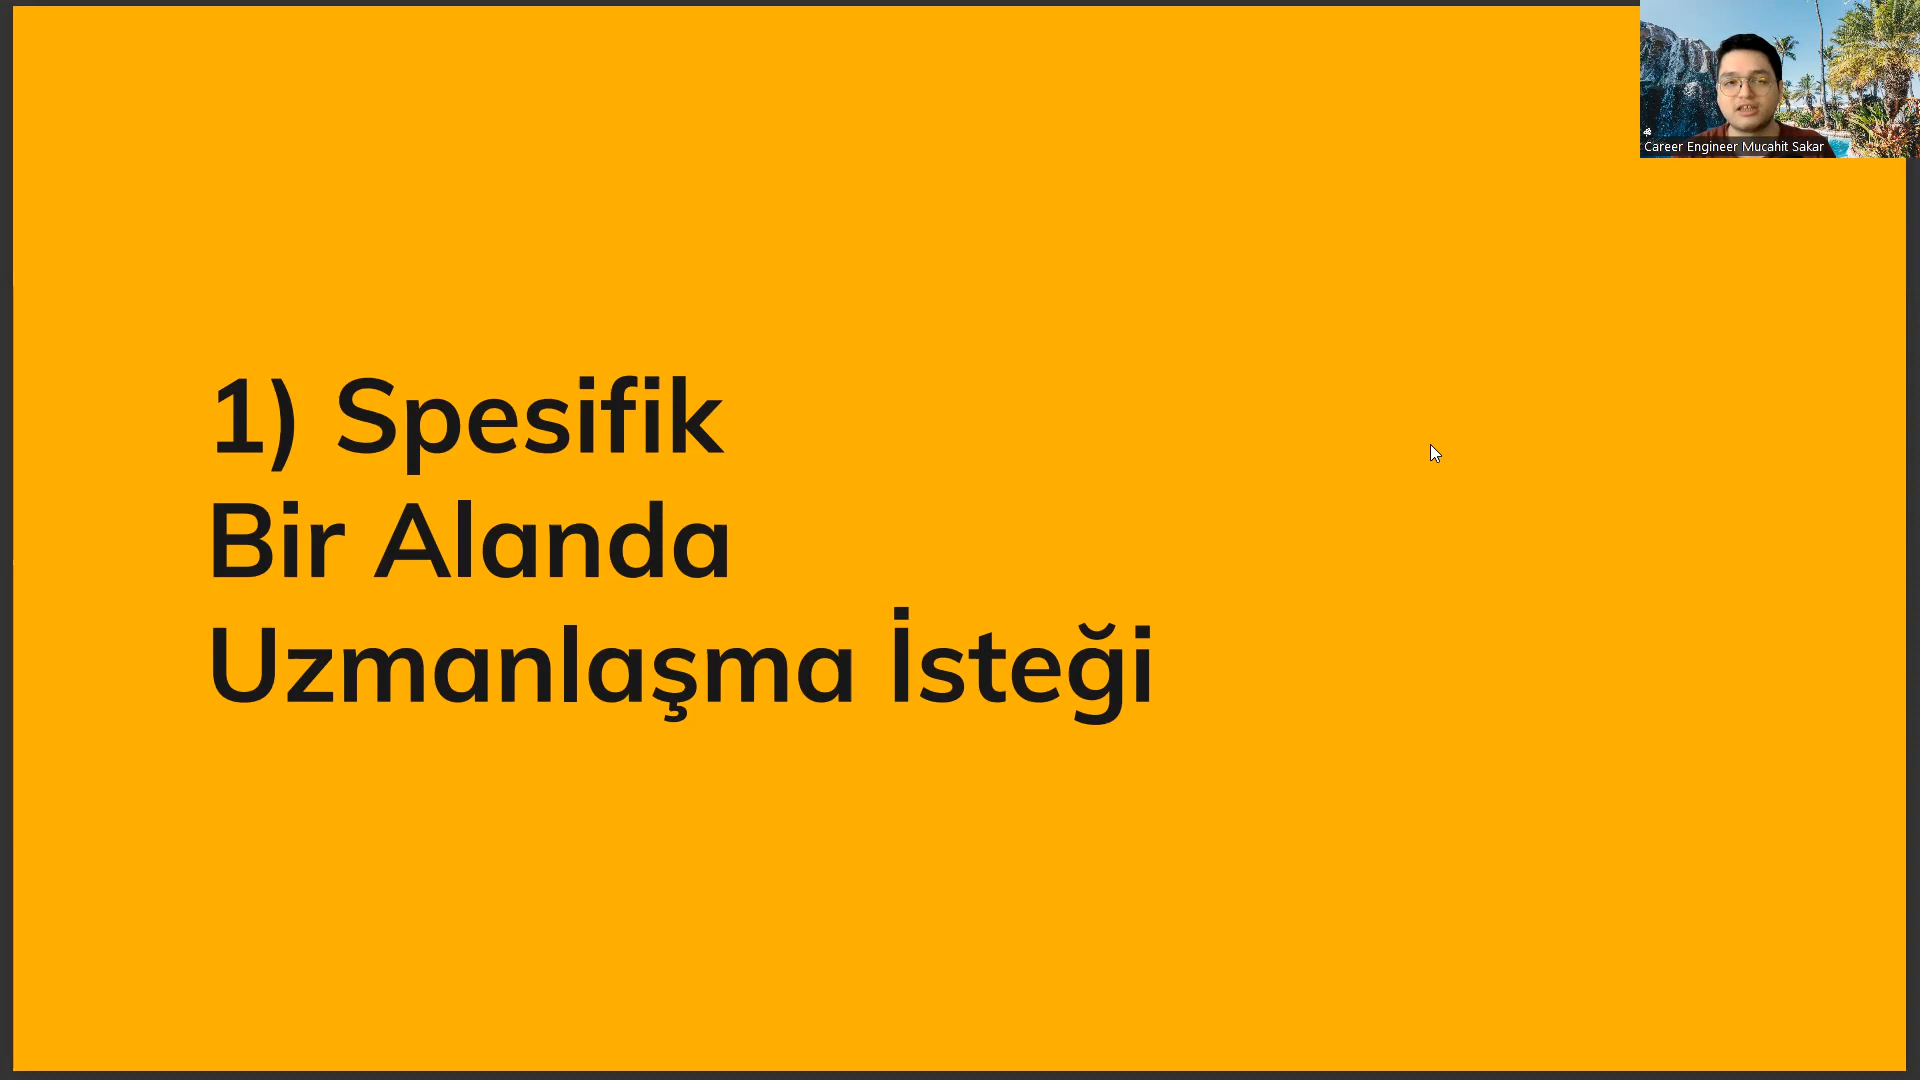 Career Engineer Mucahit Sakar
1) Spesifik
Bir Alanda
Uzmanlaşma İsteği